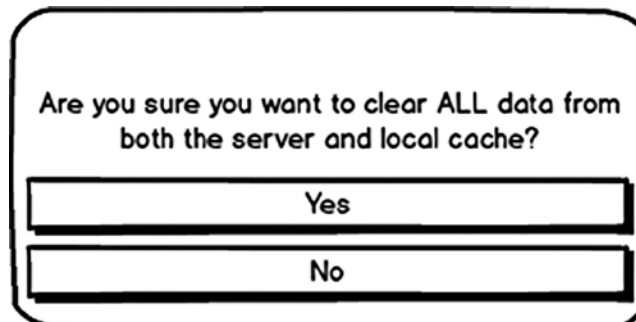 Are you sure you want to clear ALL data from
both the server and local cache?
Yes
No